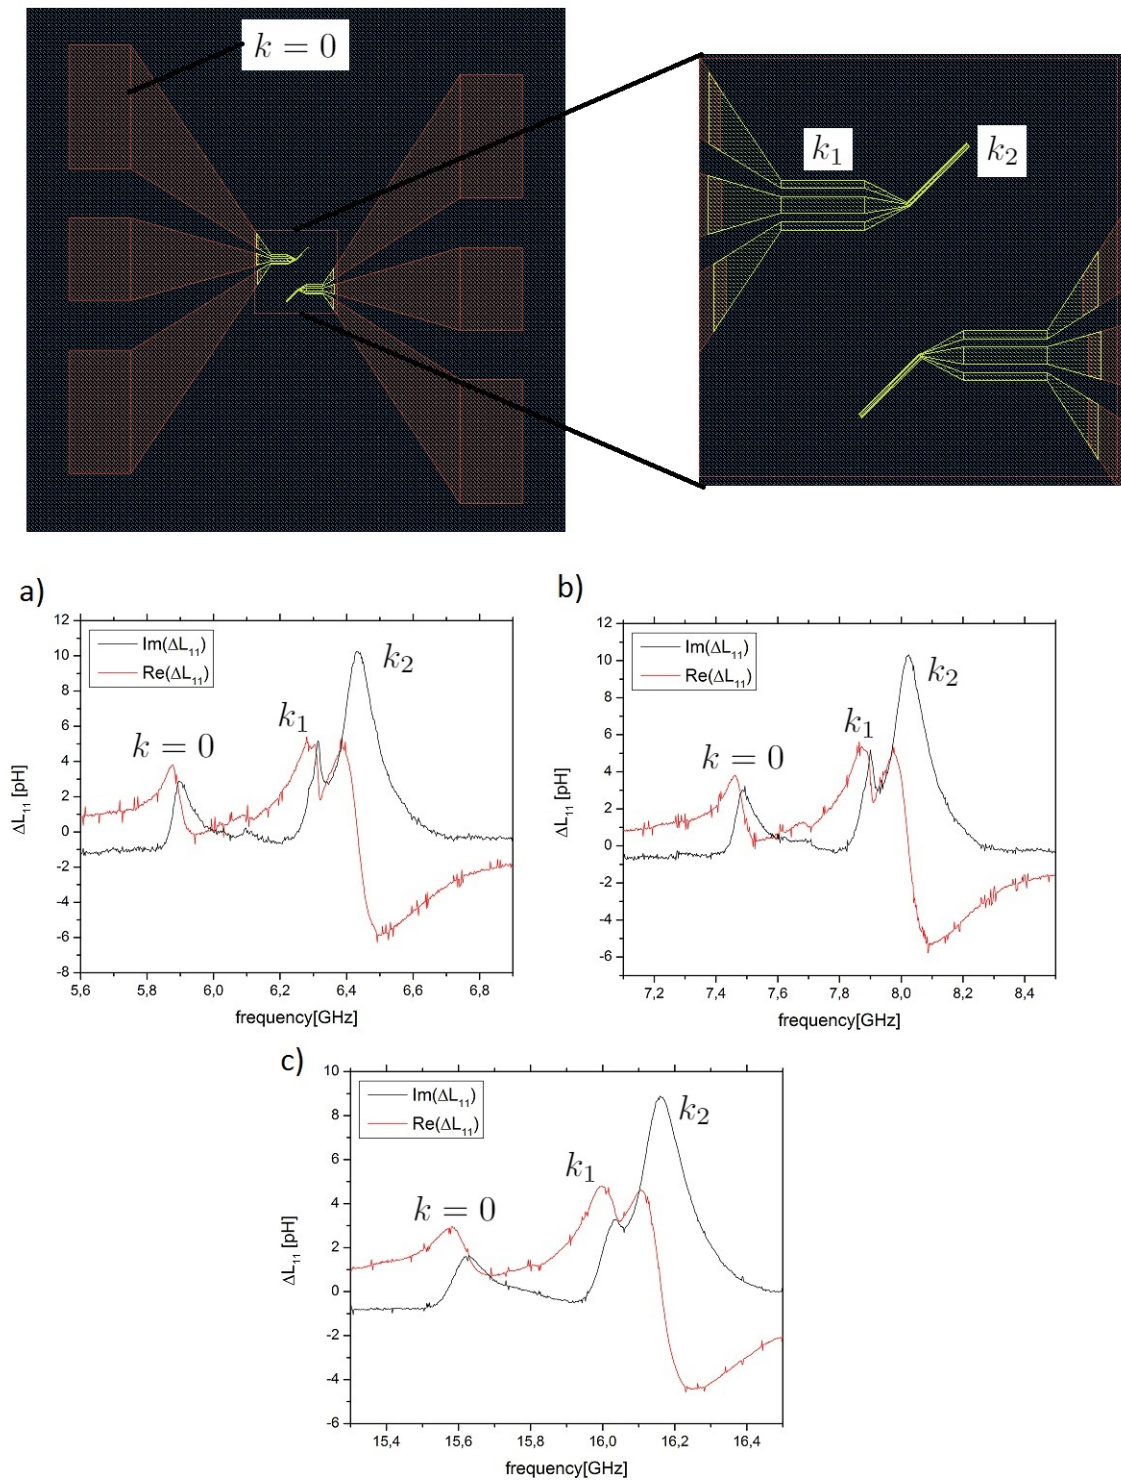 k = 0
k₁
k₂
a)
Im(ΔL₁₁)
Re(ΔL₁₁)
k = 0
k₁
k₂
12
10
8
6
4
2
0
-2
-4
-6
-8
ΔL₁₁ [pH]
5,6 5,8 6,0 6,2 6,4 6,6 6,8
frequency[GHz]
b)
Im(ΔL₁₁)
Re(ΔL₁₁)
k = 0
k₁
k₂
12
10
8
6
4
2
0
-2
-4
-6
ΔL₁₁ [pH]
7,2 7,4 7,6 7,8 8,0 8,2 8,4
frequency[GHz]
c)
Im(ΔL₁₁)
Re(ΔL₁₁)
k = 0
k₁
k₂
10
8
6
4
2
0
-2
-4
-6
ΔL₁₁ [pH]
15,4 15,6 15,8 16,0 16,2 16,4
frequency[GHz]